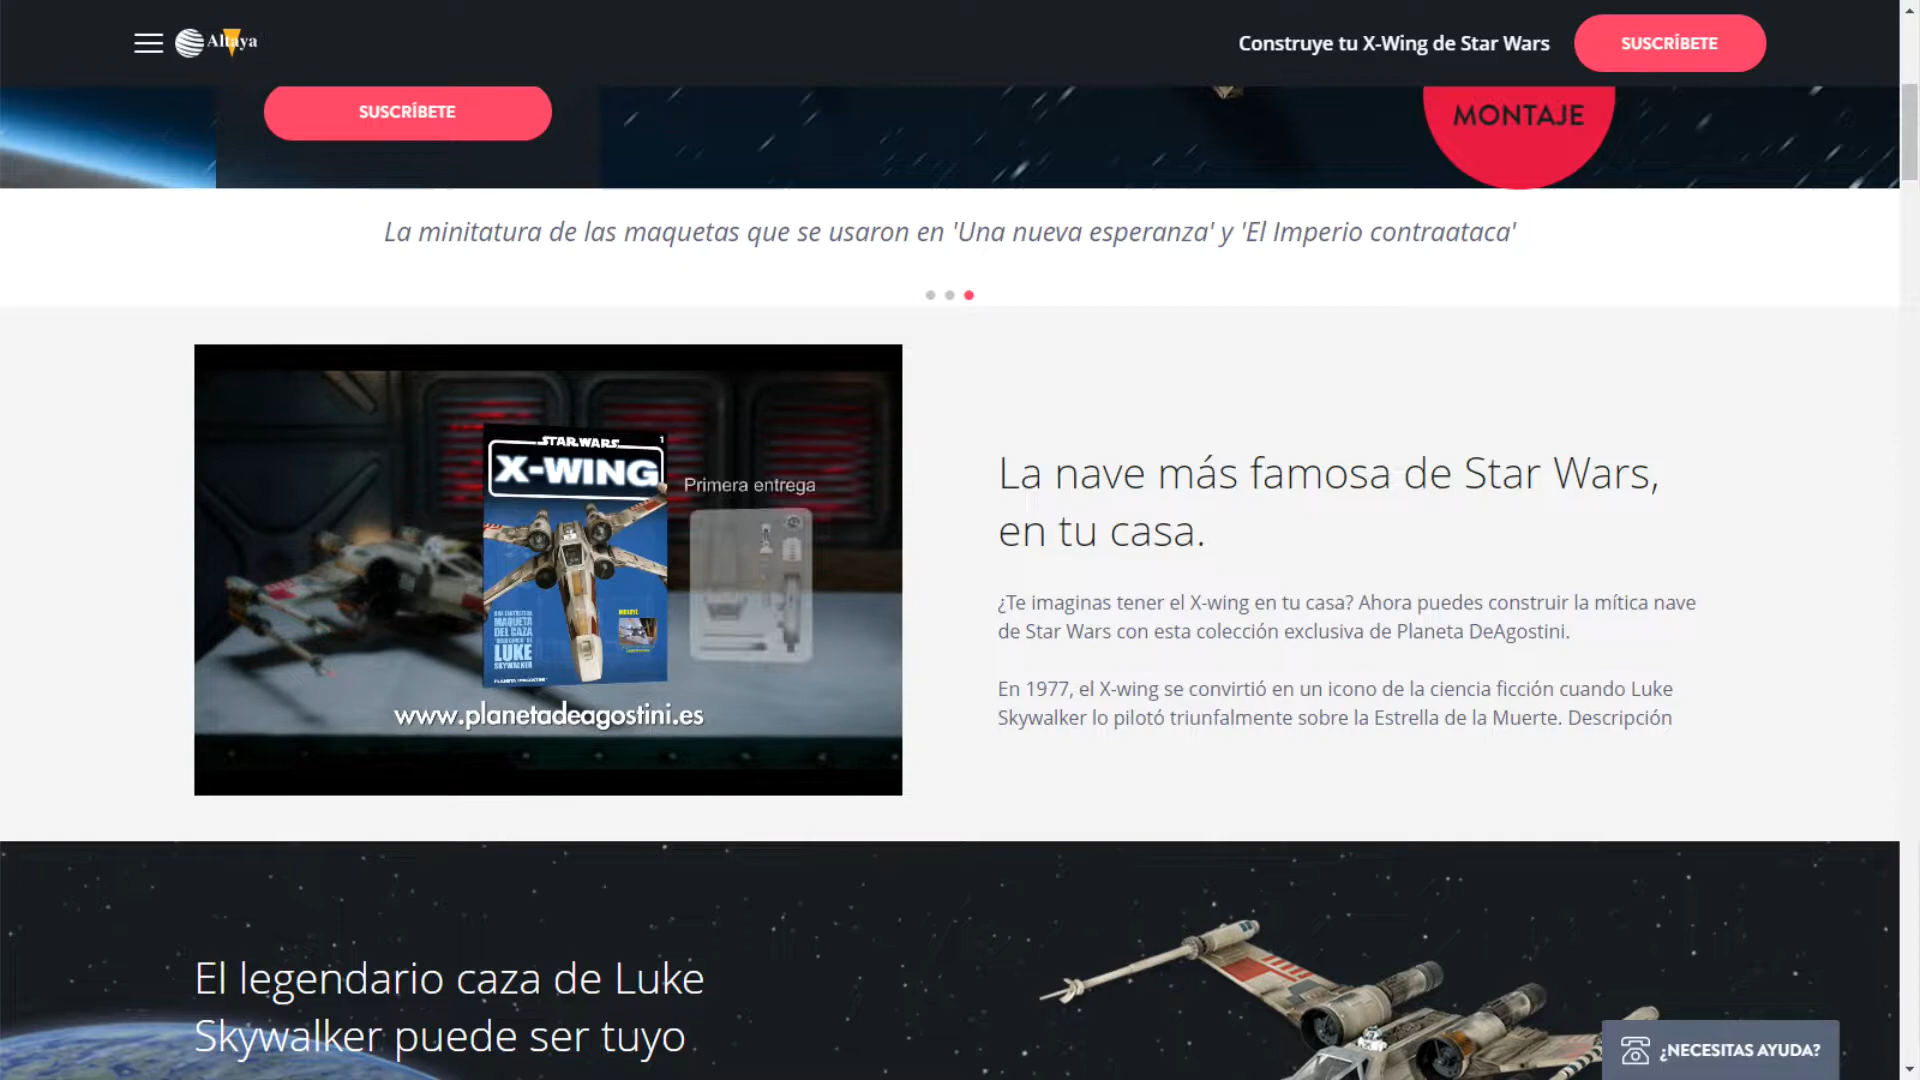 Altaya
Construye tu X-Wing de Star Wars
SUSCRÍBETE
SUSCRÍBETE
MONTAJE
La minitatura de las maquetas que se usaron en 'Una nueva esperanza' y 'El Imperio contraataca'
STAR WARS
1
X-WING
Primera entrega
UNA FANTÁSTICA
MAQUETA
DEL CAZA
LUKE
SKYWALKER
PLANETA DEAGOSTINI
www.planetadeagostini.es
La nave más famosa de Star Wars,
en tu casa.
¿Te imaginas tener el X-wing en tu casa? Ahora puedes construir la mítica nave
de Star Wars con esta colección exclusiva de Planeta DeAgostini.
En 1977, el X-wing se convirtió en un icono de la ciencia ficción cuando Luke
Skywalker lo pilotó triunfalmente sobre la Estrella de la Muerte. Descripción
El legendario caza de Luke
Skywalker puede ser tuyo
¿NECESITAS AYUDA?